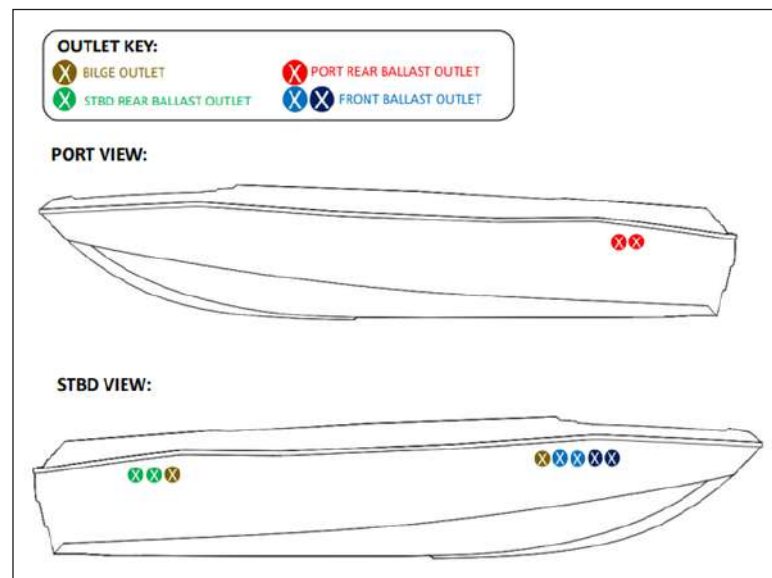 OUTLET KEY:
X BILGE OUTLET
X PORT REAR BALLAST OUTLET
X STBD REAR BALLAST OUTLET
X X FRONT BALLAST OUTLET
PORT VIEW:
X X
STBD VIEW:
X X X X X
X X X